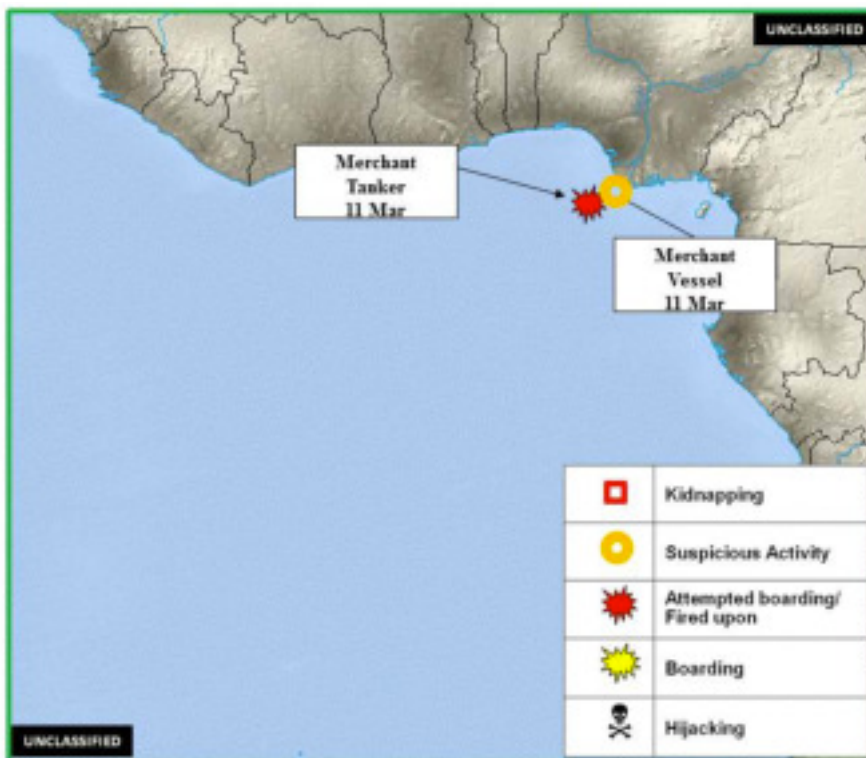 UNCLASSIFIED
Merchant
Tanker
11 Mar
Merchant
Vessel
11 Mar
Kidnapping
Suspicious Activity
Attempted boarding/
Fired upon
Boarding
Hijacking
UNCLASSIFIED